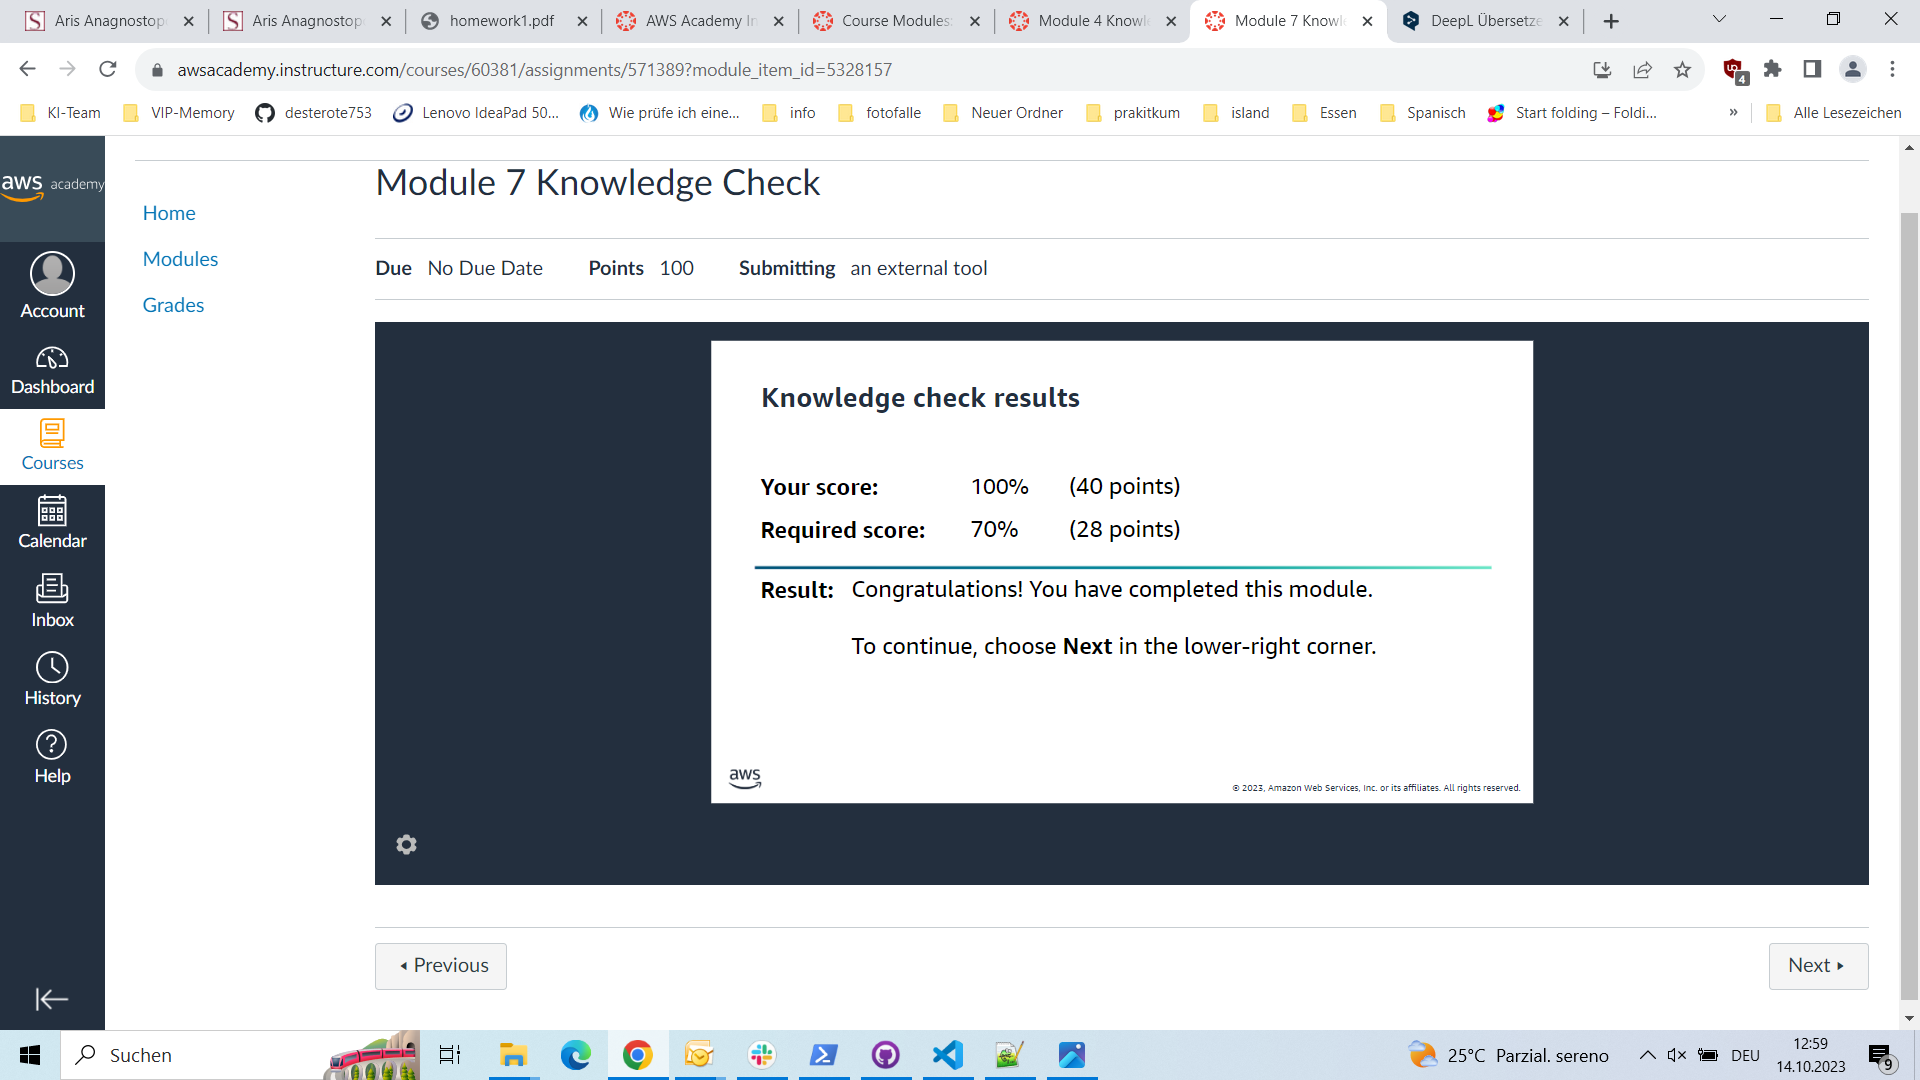 Aris Anagnostop
Aris Anagnostop
homework1.pdf
AWS Academy In
Course Modules:
Module 4 Knowle
Module 7 Knowle
DeepL Übersetze
awsacademy.instructure.com/courses/60381/assignments/571389?module_item_id=5328157
4
KI-Team
VIP-Memory
desterote753
Lenovo IdeaPad 50...
Wie prüfe ich eine...
info
fotofalle
Neuer Ordner
prakitkum
island
Essen
Spanisch
Start folding – Foldi...
»
Alle Lesezeichen
aws academy
Account
Dashboard
Courses
Calendar
Inbox
History
Help
Home
Modules
Grades
Module 7 Knowledge Check
Due No Due Date Points 100 Submitting an external tool
Knowledge check results
Your score: 100% (40 points)
Required score: 70% (28 points)
Result: Congratulations! You have completed this module.
To continue, choose Next in the lower-right corner.
aws
© 2023, Amazon Web Services, Inc. or its affiliates. All rights reserved.
Previous
Next
Suchen
25°C Parzial. sereno
DEU
12:59
14.10.2023
9